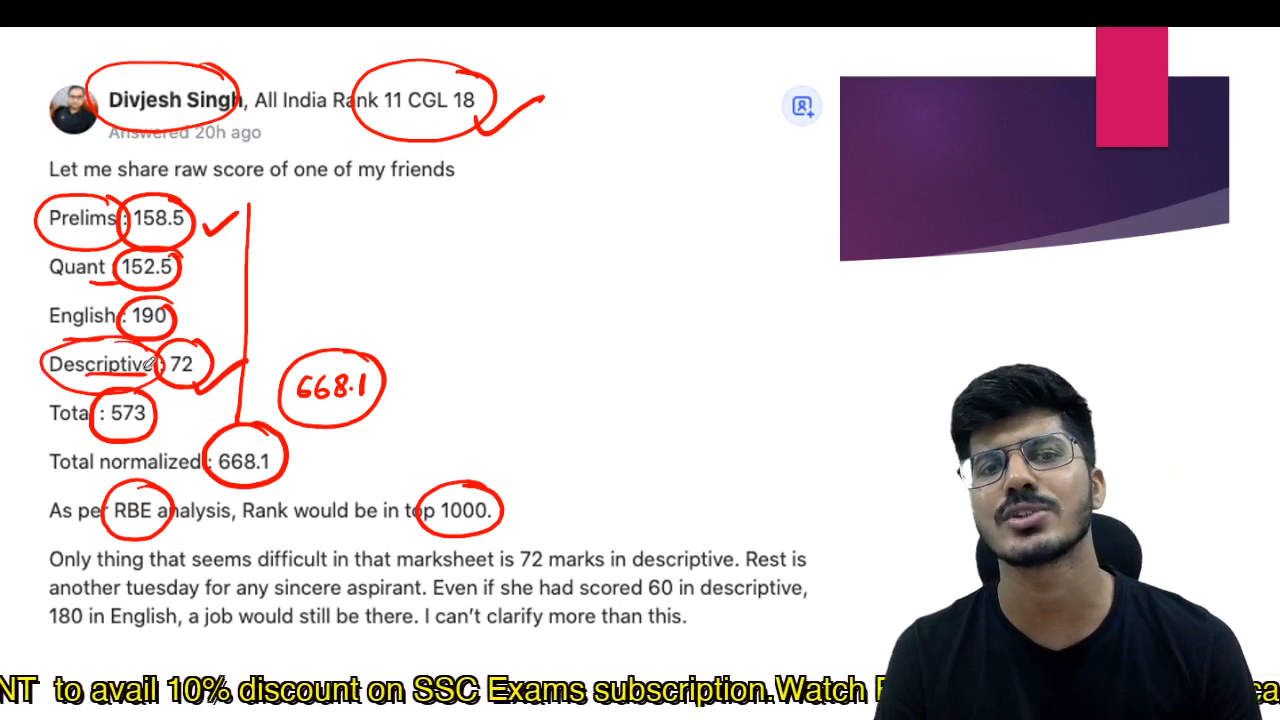 Divjesh Singh, All India Rank 11 CGL 18
Answered 20h ago
Let me share raw score of one of my friends
Prelims : 158.5
Quant : 152.5
English : 190
Descriptive : 72
668.1
Total : 573
Total normalized : 668.1
As per RBE analysis, Rank would be in top 1000.
Only thing that seems difficult in that marksheet is 72 marks in descriptive. Rest is
another tuesday for any sincere aspirant. Even if she had scored 60 in descriptive,
180 in English, a job would still be there. I can't clarify more than this.
NT to avail 10% discount on SSC Exams subscription.Watch